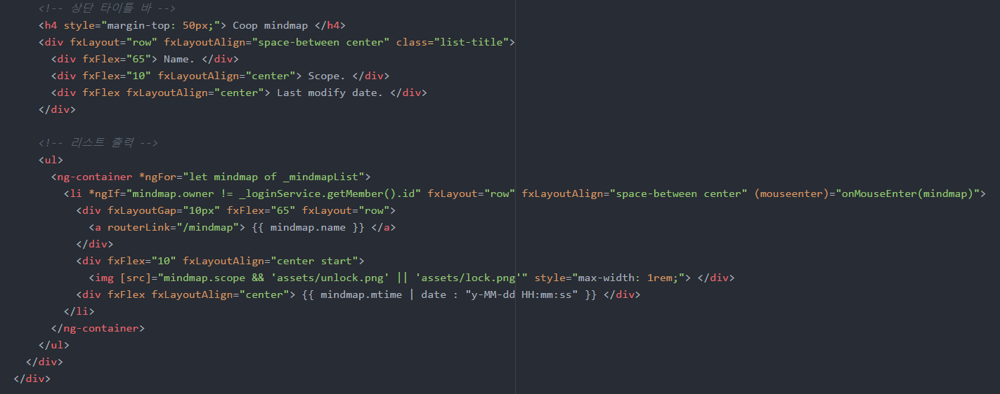 <!-- 상단 타이틀 바 -->
<h4 style="margin-top: 50px;"> Coop mindmap </h4>
<div fxLayout="row" fxLayoutAlign="space-between center" class="list-title">
<div fxFlex="65"> Name. </div>
<div fxFlex="10" fxLayoutAlign="center"> Scope. </div>
<div fxFlex fxLayoutAlign="center"> Last modify date. </div>
</div>
<!-- 리스트 출력 -->
<ul>
<ng-container *ngFor="let mindmap of _mindmapList">
<li *ngIf="mindmap.owner != _loginService.getMember().id" fxLayout="row" fxLayoutAlign="space-between center" (mouseenter)="onMouseEnter(mindmap)">
<div fxLayoutGap="10px" fxFlex="65" fxLayout="row">
<a routerLink="/mindmap"> {{ mindmap.name }} </a>
</div>
<div fxFlex="10" fxLayoutAlign="center start">
<img [src]="mindmap.scope && 'assets/unlock.png' || 'assets/lock.png'" style="max-width: 1rem;"> </div>
<div fxFlex fxLayoutAlign="center"> {{ mindmap.mtime | date : "y-MM-dd HH:mm:ss" }} </div>
</li>
</ng-container>
</ul>
</div>
</div>